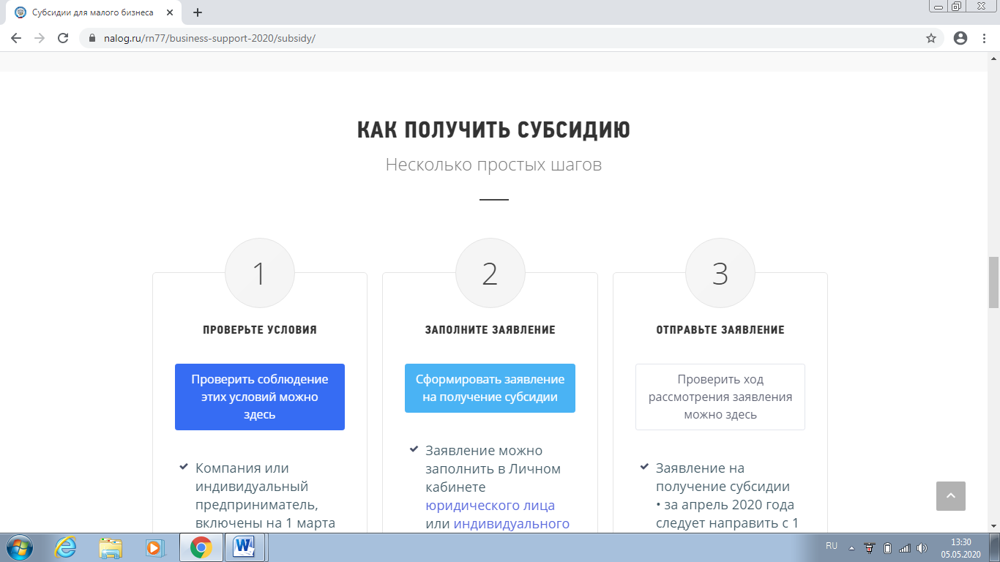 Субсидии для малого бизнеса
nalog.ru/rn77/business-support-2020/subsidy/
КАК ПОЛУЧИТЬ СУБСИДИЮ
Несколько простых шагов
1
ПРОВЕРЬТЕ УСЛОВИЯ
Проверить соблюдение
этих условий можно
здесь
Компания или
индивидуальный
предприниматель,
включены на 1 марта
2
ЗАПОЛНИТЕ ЗАЯВЛЕНИЕ
Сформировать заявление
на получение субсидии
Заявление можно
заполнить в Личном
кабинете
юридического лица
или индивидуального
3
ОТПРАВЬТЕ ЗАЯВЛЕНИЕ
Проверить ход
рассмотрения заявления
можно здесь
Заявление на
получение субсидии
• за апрель 2020 года
следует направить с 1
RU
13:30
05.05.2020